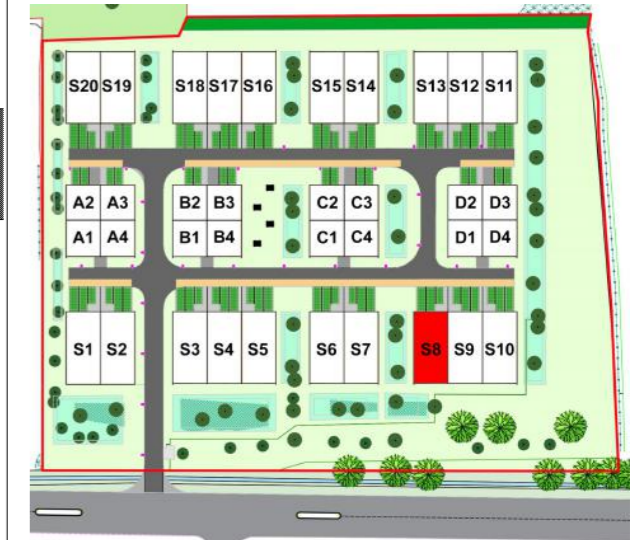 S20 S19 S18 S17 S16 S15 S14 S13 S12 S11
A2 A3 B2 B3 C2 C3 D2 D3
A1 A4 B1 B4 C1 C4 D1 D4
S1 S2 S3 S4 S5 S6 S7 S8 S9 S10